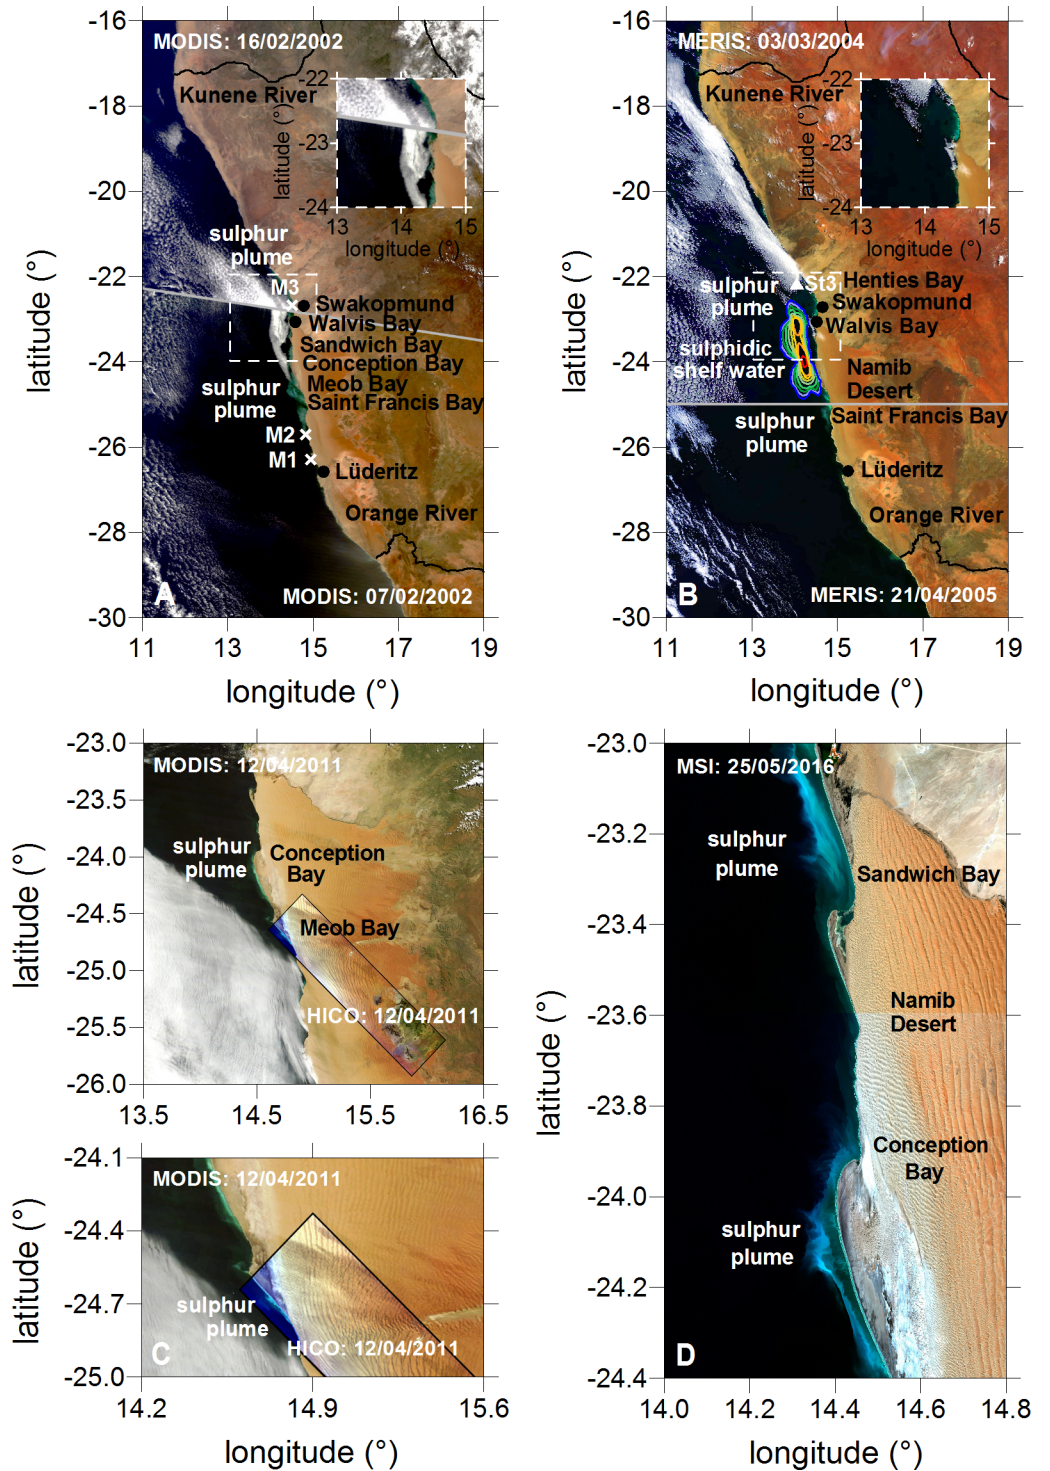 MODIS: 16/02/2002
Kunene River
-22
-23
-24
13
14
15
latitude (°)
longitude (°)
sulphur
plume
M3
Swakopmund
Walvis Bay
Sandwich Bay
Conception Bay
Meob Bay
Saint Francis Bay
sulphur
plume
M2
M1
Lüderitz
Orange River
A
MODIS: 07/02/2002
-16
-18
-20
-22
-24
-26
-28
-30
latitude (°)
11
13
15
17
19
longitude (°)
MERIS: 03/03/2004
Kunene River
-22
-23
-24
13
14
15
latitude (°)
longitude (°)
St3
Henties Bay
sulphur
plume
Swakopmund
Walvis Bay
sulphidic
shelf water
Namib
Desert
Saint Francis Bay
sulphur
plume
Lüderitz
Orange River
B
MERIS: 21/04/2005
-16
-18
-20
-22
-24
-26
-28
-30
latitude (°)
11
13
15
17
19
longitude (°)
MODIS: 12/04/2011
sulphur
plume
Conception
Bay
Meob Bay
HICO: 12/04/2011
-23.0
-23.5
-24.0
-24.5
-25.0
-25.5
-26.0
latitude (°)
13.5
14.5
15.5
16.5
MODIS: 12/04/2011
sulphur
plume
HICO: 12/04/2011
C
-24.1
-24.4
-24.7
-25.0
latitude (°)
14.2
14.9
15.6
longitude (°)
MSI: 25/05/2016
sulphur
plume
Sandwich Bay
Namib
Desert
Conception
Bay
sulphur
plume
D
-23.0
-23.2
-23.4
-23.6
-23.8
-24.0
-24.2
-24.4
latitude (°)
14.0
14.2
14.4
14.6
14.8
longitude (°)